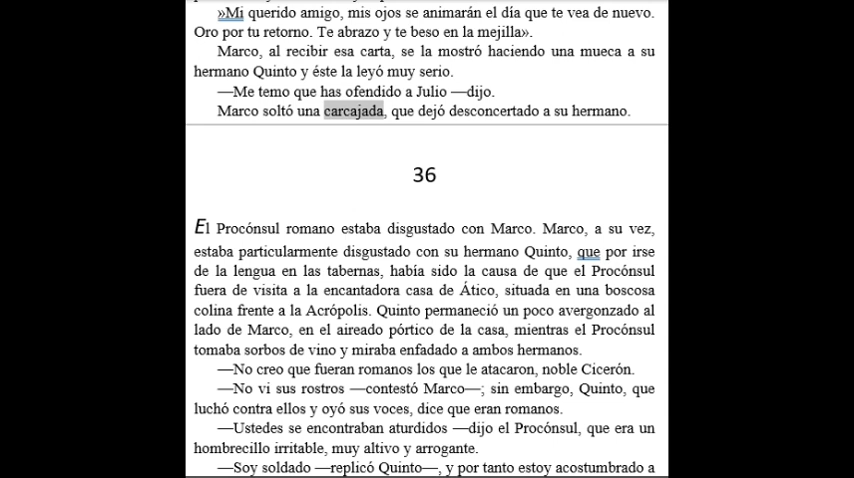 »Mi querido amigo, mis ojos se animarán el día que te vea de nuevo.
Oro por tu retorno. Te abrazo y te beso en la mejilla».
Marco, al recibir esa carta, se la mostró haciendo una mueca a su
hermano Quinto y éste la leyó muy serio.
—Me temo que has ofendido a Julio —dijo.
Marco soltó una carcajada, que dejó desconcertado a su hermano.
36
El Procónsul romano estaba disgustado con Marco. Marco, a su vez,
estaba particularmente disgustado con su hermano Quinto, que por irse
de la lengua en las tabernas, había sido la causa de que el Procónsul
fuera de visita a la encantadora casa de Ático, situada en una boscosa
colina frente a la Acrópolis. Quinto permaneció un poco avergonzado al
lado de Marco, en el aireado pórtico de la casa, mientras el Procónsul
tomaba sorbos de vino y miraba enfadado a ambos hermanos.
—No creo que fueran romanos los que le atacaron, noble Cicerón.
—No vi sus rostros —contestó Marco—; sin embargo, Quinto, que
luchó contra ellos y oyó sus voces, dice que eran romanos.
—Ustedes se encontraban aturdidos —dijo el Procónsul, que era un
hombrecillo irritable, muy altivo y arrogante.
—Soy soldado —replicó Quinto—, y por tanto estoy acostumbrado a